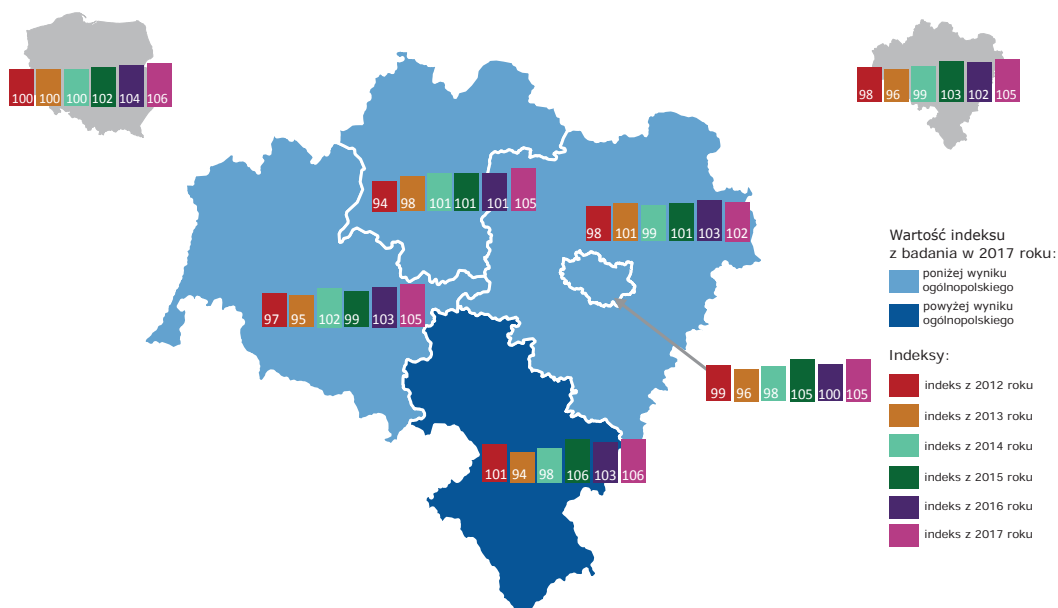 100 100 100 102 104 106
98 96 99 103 102 105
94 98 101 101 101 105
98 101 99 101 103 102
97 95 102 99 103 105
99 96 98 105 100 105
101 94 98 106 103 106
Wartość indeksu
z badania w 2017 roku:
poniżej wyniku
ogólnopolskiego
powyżej wyniku
ogólnopolskiego
Indeksy:
indeks z 2012 roku
indeks z 2013 roku
indeks z 2014 roku
indeks z 2015 roku
indeks z 2016 roku
indeks z 2017 roku